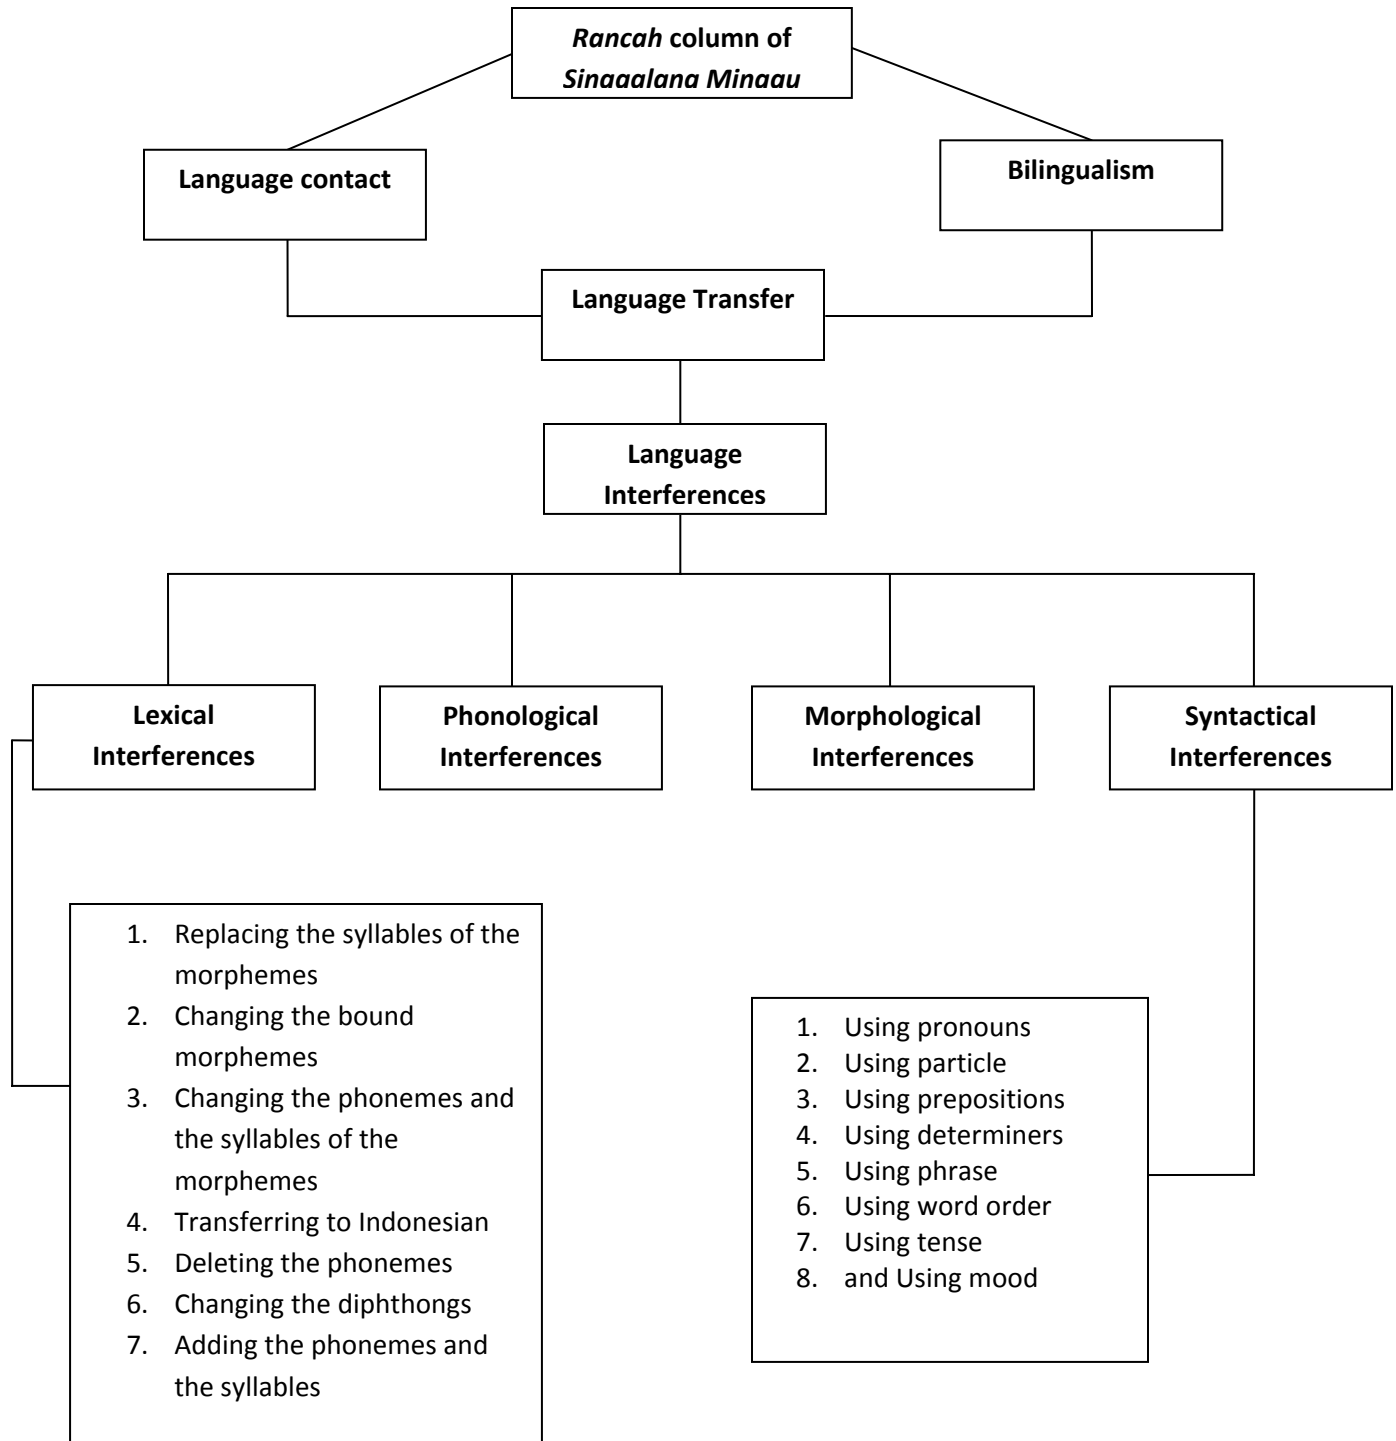 Rancah column of
Sinaaalana Minaau
Language contact
Bilingualism
Language Transfer
Language
Interferences
Lexical
Interferences
Phonological
Interferences
Morphological
Interferences
Syntactical
Interferences
1. Replacing the syllables of the
morphemes
2. Changing the bound
morphemes
3. Changing the phonemes and
the syllables of the
morphemes
4. Transferring to Indonesian
5. Deleting the phonemes
6. Changing the diphthongs
7. Adding the phonemes and
the syllables
1. Using pronouns
2. Using particle
3. Using prepositions
4. Using determiners
5. Using phrase
6. Using word order
7. Using tense
8. and Using mood